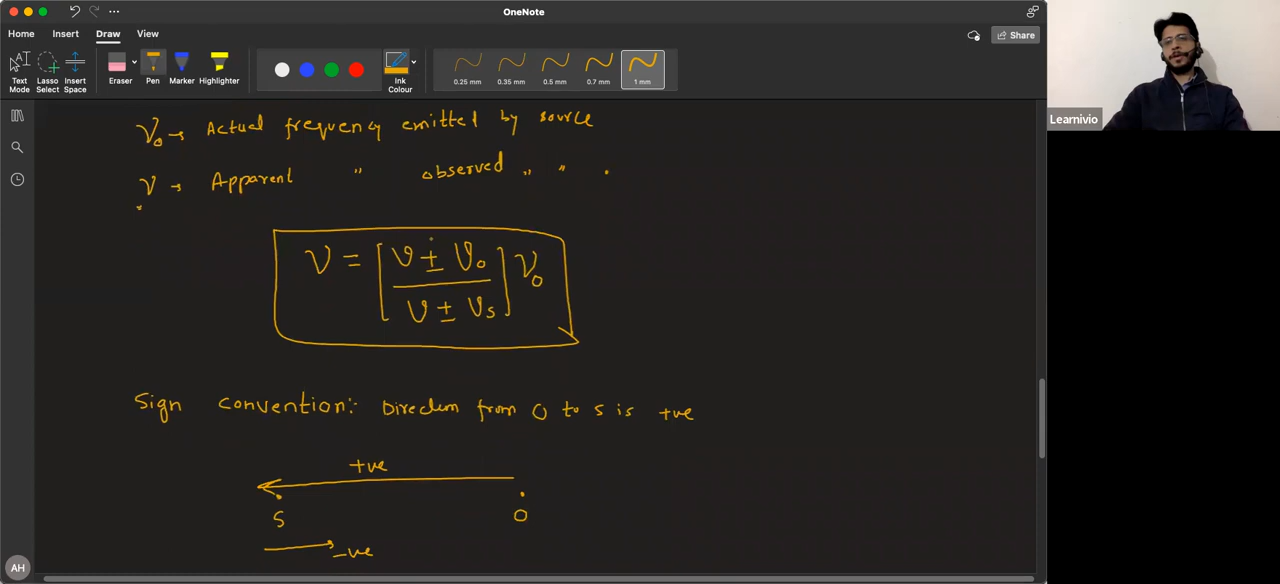 OneNote
Home Insert Draw View
Share
Text Mode
Lasso Select
Insert Space
Eraser
Pen
Marker
Highlighter
Ink Colour
0.25 mm 0.35 mm 0.5 mm 0.7 mm 1 mm
Learnivio
ν₀ → Actual frequency emitted by source
ν → Apparent " observed " " .
ν = [ (v ± v₀) / (v ± vₛ) ] ν₀
Sign convention:- Direction from O to S is +ve
+ve
S O
→ -ve
AH